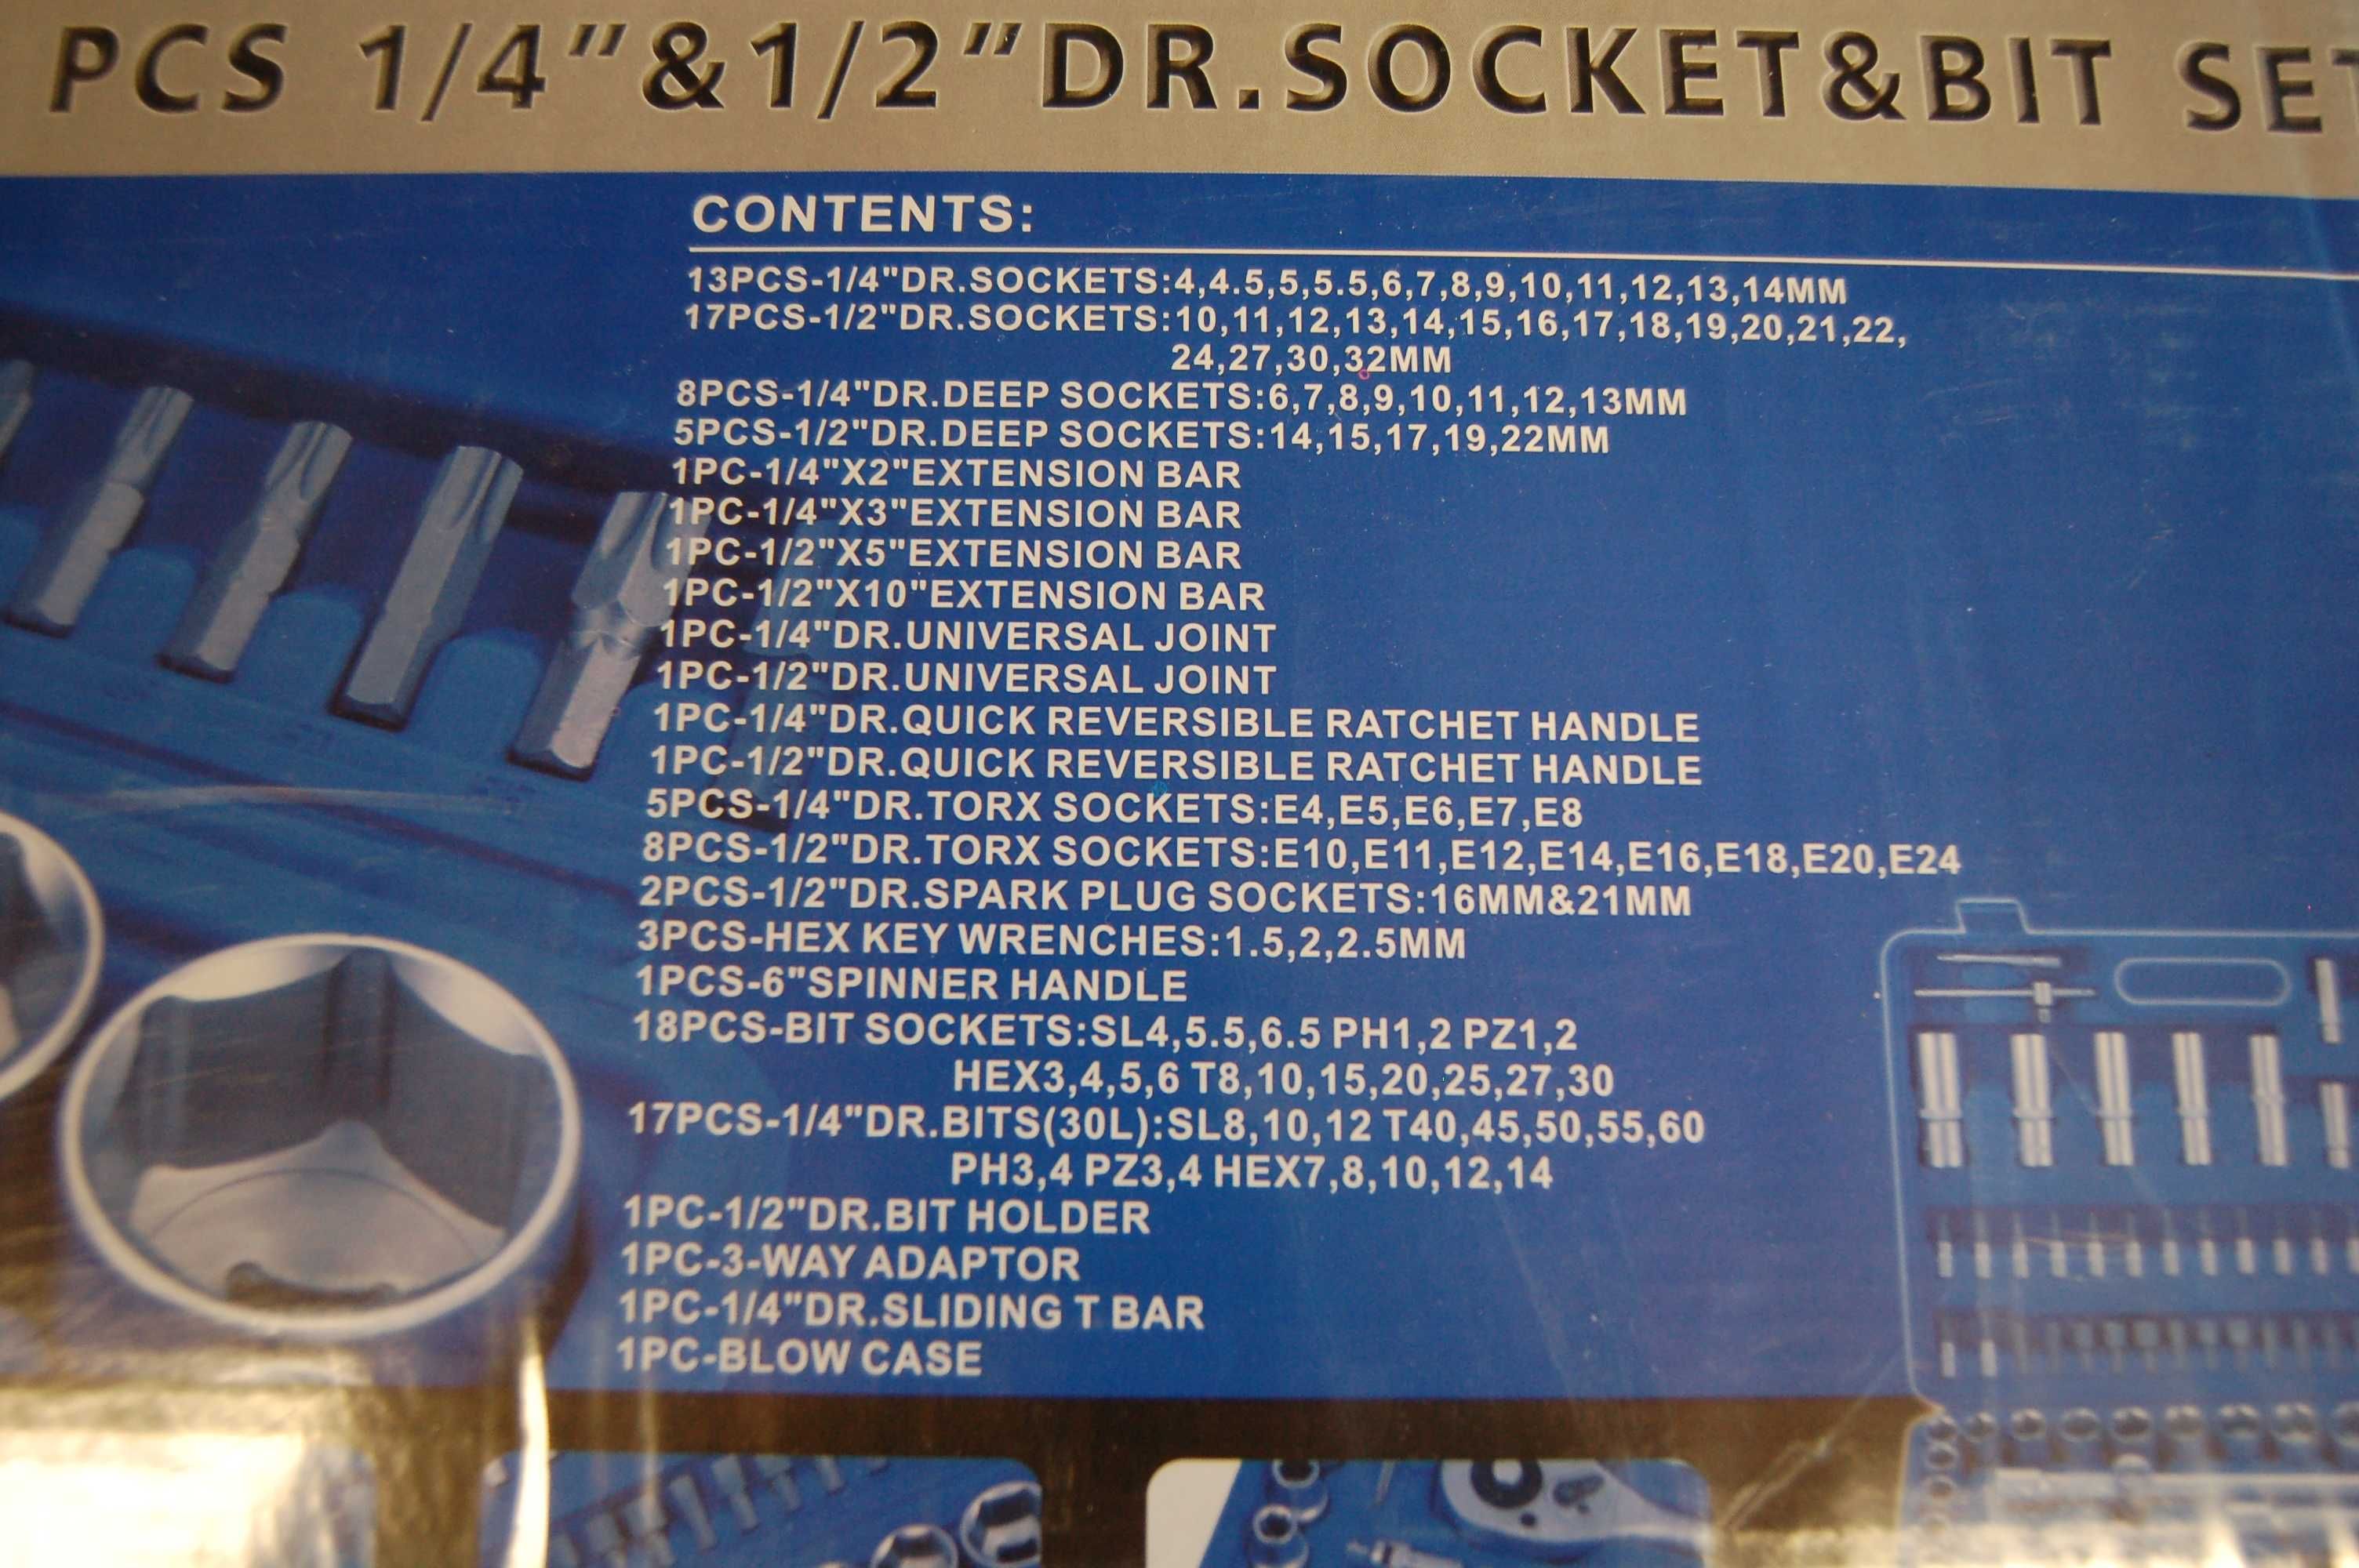 PCS 1/4"&1/2"DR.SOCKET&BIT SET
CONTENTS:
13PCS-1/4"DR.SOCKETS:4,4.5,5,5.5,6,7,8,9,10,11,12,13,14MM
17PCS-1/2"DR.SOCKETS:10,11,12,13,14,15,16,17,18,19,20,21,22,
24,27,30,32MM
8PCS-1/4"DR.DEEP SOCKETS:6,7,8,9,10,11,12,13MM
5PCS-1/2"DR.DEEP SOCKETS:14,15,17,19,22MM
1PC-1/4"X2"EXTENSION BAR
1PC-1/4"X3"EXTENSION BAR
1PC-1/2"X5"EXTENSION BAR
1PC-1/2"X10"EXTENSION BAR
1PC-1/4"DR.UNIVERSAL JOINT
1PC-1/2"DR.UNIVERSAL JOINT
1PC-1/4"DR.QUICK REVERSIBLE RATCHET HANDLE
1PC-1/2"DR.QUICK REVERSIBLE RATCHET HANDLE
5PCS-1/4"DR.TORX SOCKETS:E4,E5,E6,E7,E8
8PCS-1/2"DR.TORX SOCKETS:E10,E11,E12,E14,E16,E18,E20,E24
2PCS-1/2"DR.SPARK PLUG SOCKETS:16MM&21MM
3PCS-HEX KEY WRENCHES:1.5,2,2.5MM
1PCS-6"SPINNER HANDLE
18PCS-BIT SOCKETS:SL4,5.5,6.5 PH1,2 PZ1,2
HEX3,4,5,6 T8,10,15,20,25,27,30
17PCS-1/4"DR.BITS(30L):SL8,10,12 T40,45,50,55,60
PH3,4 PZ3,4 HEX7,8,10,12,14
1PC-1/2"DR.BIT HOLDER
1PC-3-WAY ADAPTOR
1PC-1/4"DR.SLIDING T BAR
1PC-BLOW CASE